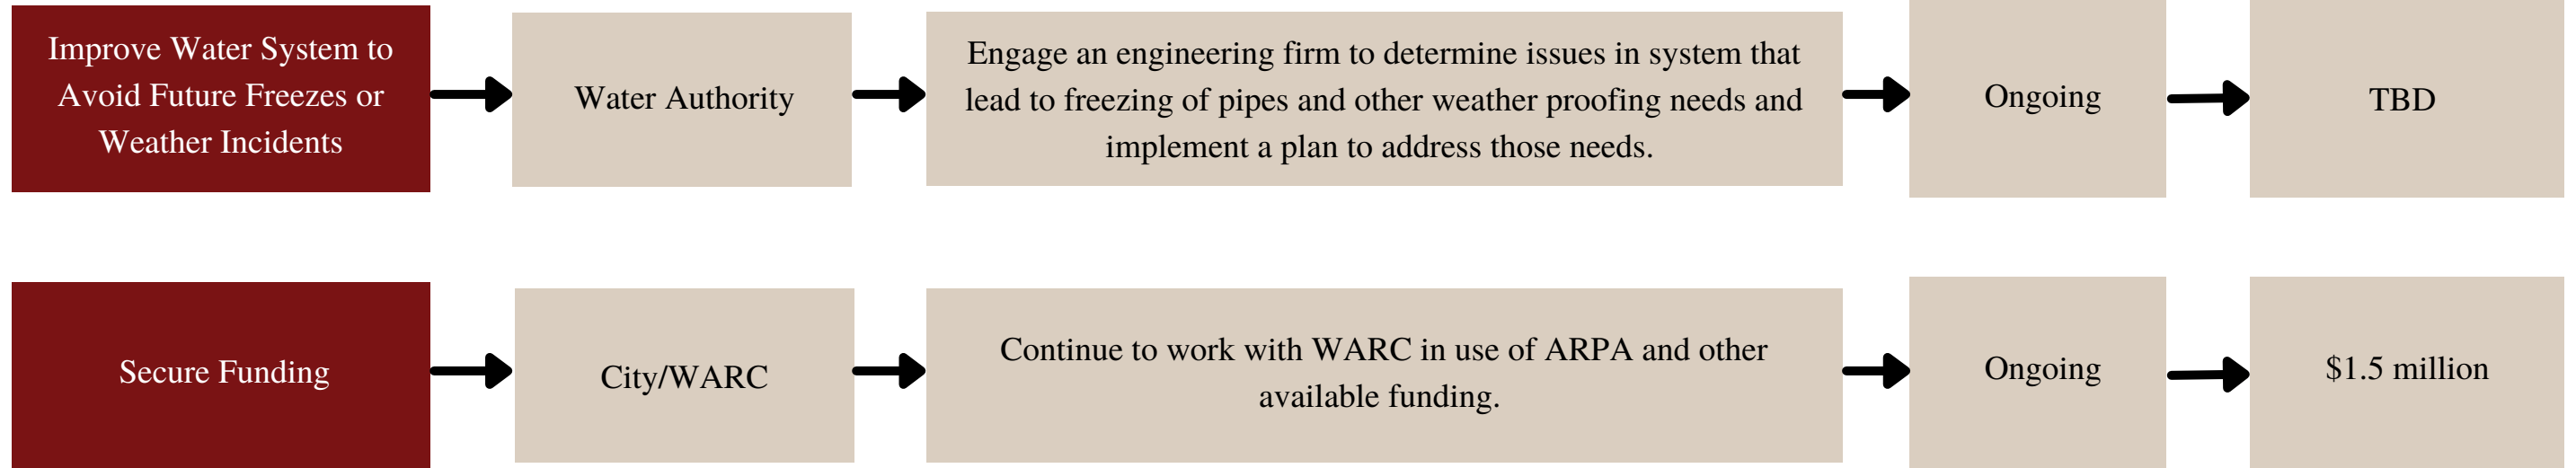 Improve Water System to
Avoid Future Freezes or
Weather Incidents
Water Authority
Engage an engineering firm to determine issues in system that
lead to freezing of pipes and other weather proofing needs and
implement a plan to address those needs.
Ongoing
TBD
Secure Funding
City/WARC
Continue to work with WARC in use of ARPA and other
available funding.
Ongoing
$1.5 million